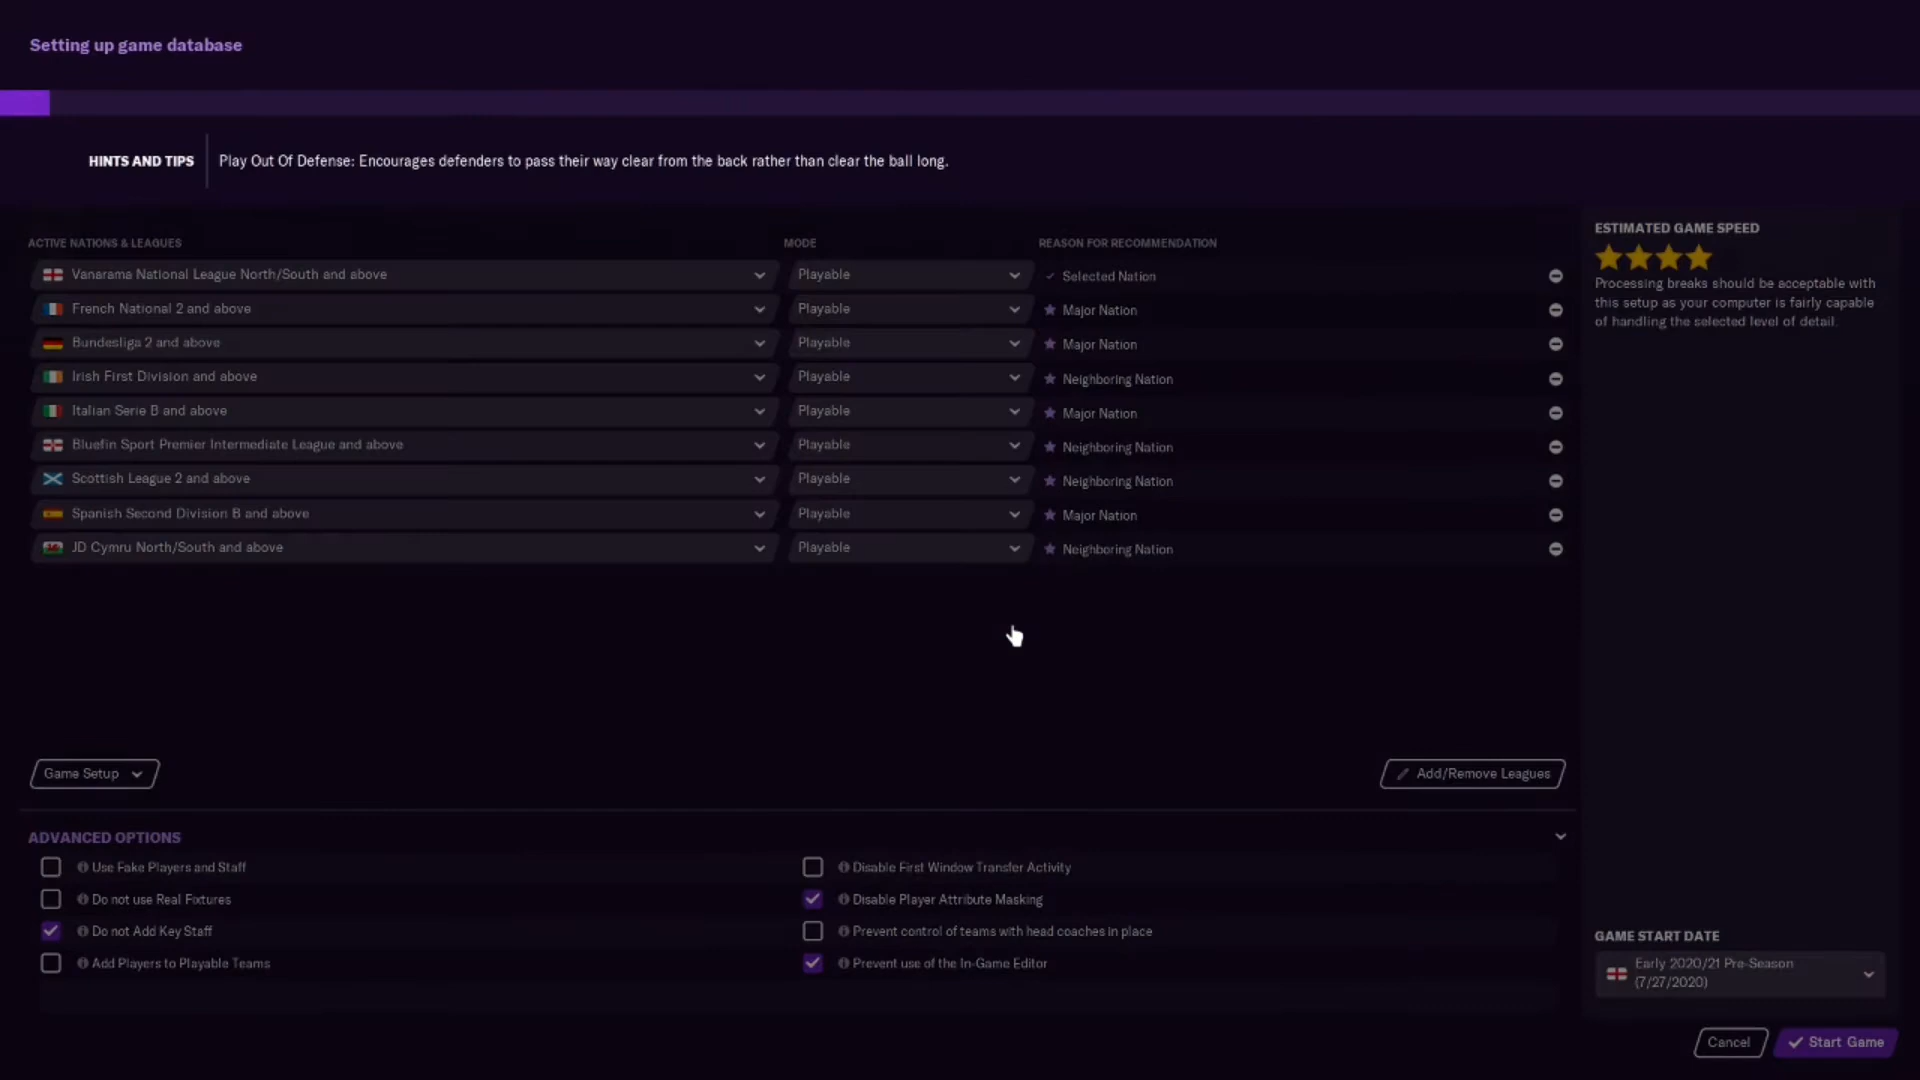 Setting up game database
HINTS AND TIPS
Play Out Of Defense: Encourages defenders to pass their way clear from the back rather than clear the ball long.
ACTIVE NATIONS & LEAGUES
MODE
REASON FOR RECOMMENDATION
Vanarama National League North/South and above
Playable
Selected Nation
French National 2 and above
Playable
Major Nation
Bundesliga 2 and above
Playable
Major Nation
Irish First Division and above
Playable
Neighboring Nation
Italian Serie B and above
Playable
Major Nation
Bluefin Sport Premier Intermediate League and above
Playable
Neighboring Nation
Scottish League 2 and above
Playable
Neighboring Nation
Spanish Second Division B and above
Playable
Major Nation
JD Cymru North/South and above
Playable
Neighboring Nation
ESTIMATED GAME SPEED
Processing breaks should be acceptable with
this setup as your computer is fairly capable
of handling the selected level of detail.
Game Setup
Add/Remove Leagues
ADVANCED OPTIONS
Use Fake Players and Staff
Disable First Window Transfer Activity
Do not use Real Fixtures
Disable Player Attribute Masking
Do not Add Key Staff
Prevent control of teams with head coaches in place
Add Players to Playable Teams
Prevent use of the In-Game Editor
GAME START DATE
Early 2020/21 Pre-Season
(7/27/2020)
Cancel
Start Game